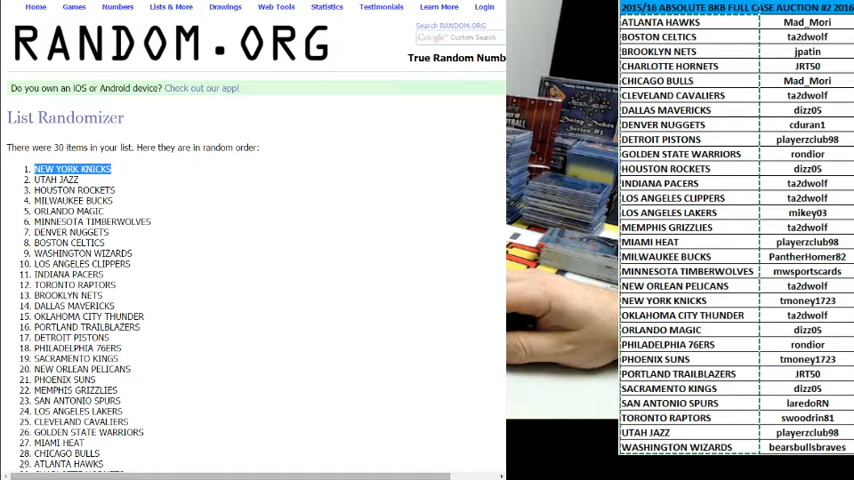 Home Games Numbers Lists & More Drawings Web Tools Statistics Testimonials Learn More Login
RANDOM.ORG
Search RANDOM.ORG
Google Custom Search
True Random Numb
Do you own an IOS or Android device? Check out our app!
List Randomizer
There were 30 items in your list. Here they are in random order:
1. NEW YORK KNICKS
2. UTAH JAZZ
3. HOUSTON ROCKETS
4. MILWAUKEE BUCKS
5. ORLANDO MAGIC
6. MINNESOTA TIMBERWOLVES
7. DENVER NUGGETS
8. BOSTON CELTICS
9. WASHINGTON WIZARDS
10. LOS ANGELES CLIPPERS
11. INDIANA PACERS
12. TORONTO RAPTORS
13. BROOKLYN NETS
14. DALLAS MAVERICKS
15. OKLAHOMA CITY THUNDER
16. PORTLAND TRAILBLAZERS
17. DETROIT PISTONS
18. PHILADELPHIA 76ERS
19. SACRAMENTO KINGS
20. NEW ORLEAN PELICANS
21. PHOENIX SUNS
22. MEMPHIS GRIZZLIES
23. SAN ANTONIO SPURS
24. LOS ANGELES LAKERS
25. CLEVELAND CAVALIERS
26. GOLDEN STATE WARRIORS
27. MIAMI HEAT
28. CHICAGO BULLS
29. ATLANTA HAWKS
2015/16 ABSOLUTE BKB FULL CASE AUCTION #2 2016
ATLANTA HAWKS Mad_Mori
BOSTON CELTICS ta2dwolf
BROOKLYN NETS jpatin
CHARLOTTE HORNETS JRT50
CHICAGO BULLS Mad_Mori
CLEVELAND CAVALIERS ta2dwolf
DALLAS MAVERICKS dizz05
DENVER NUGGETS cduran1
DETROIT PISTONS playerzclub98
GOLDEN STATE WARRIORS rondior
HOUSTON ROCKETS dizz05
INDIANA PACERS ta2dwolf
LOS ANGELES CLIPPERS ta2dwolf
LOS ANGELES LAKERS mikey03
MEMPHIS GRIZZLIES ta2dwolf
MIAMI HEAT playerzclub98
MILWAUKEE BUCKS PantherHomer82
MINNESOTA TIMBERWOLVES mwsportscards
NEW ORLEAN PELICANS ta2dwolf
NEW YORK KNICKS tmoney1723
OKLAHOMA CITY THUNDER ta2dwolf
ORLANDO MAGIC dizz05
PHILADELPHIA 76ERS rondior
PHOENIX SUNS tmoney1723
PORTLAND TRAILBLAZERS JRT50
SACRAMENTO KINGS dizz05
SAN ANTONIO SPURS laredoRN
TORONTO RAPTORS swoodrin81
UTAH JAZZ playerzclub98
WASHINGTON WIZARDS bearsbullsbraves